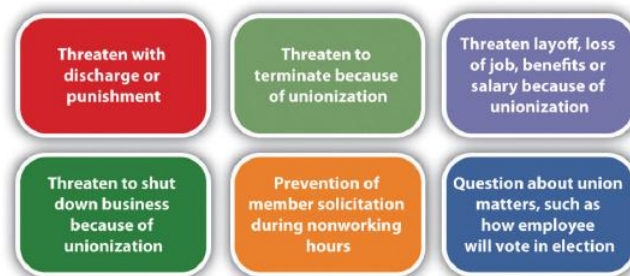 Threaten with
discharge or
punishment
Threaten to
terminate because
of unionization
Threaten layoff, loss
of job, benefits or
salary because of
unionization
Threaten to shut
down business
because of
unionization
Prevention of
member solicitation
during nonworking
hours
Question about union
matters, such as
how employee
will vote in election